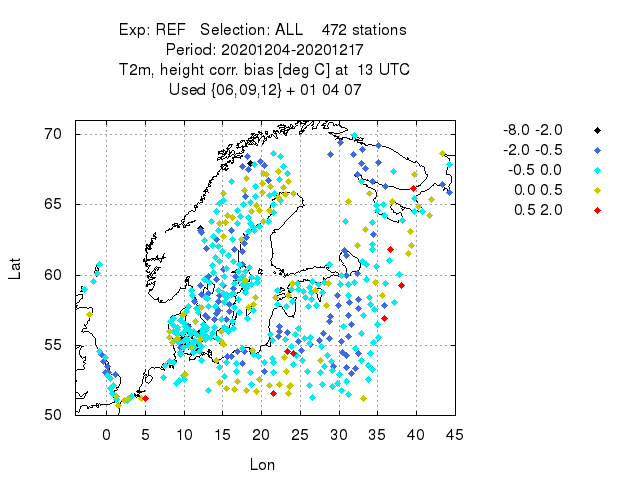 Exp: REF Selection: ALL 472 stations
Period: 20201204-20201217
T2m, height corr. bias [deg C] at 13 UTC
Used {06,09,12} + 01 04 07
70
65
60
55
50
Lat
0 5 10 15 20 25 30 35 40 45
Lon
-8.0 -2.0
-2.0 -0.5
-0.5 0.0
0.0 0.5
0.5 2.0